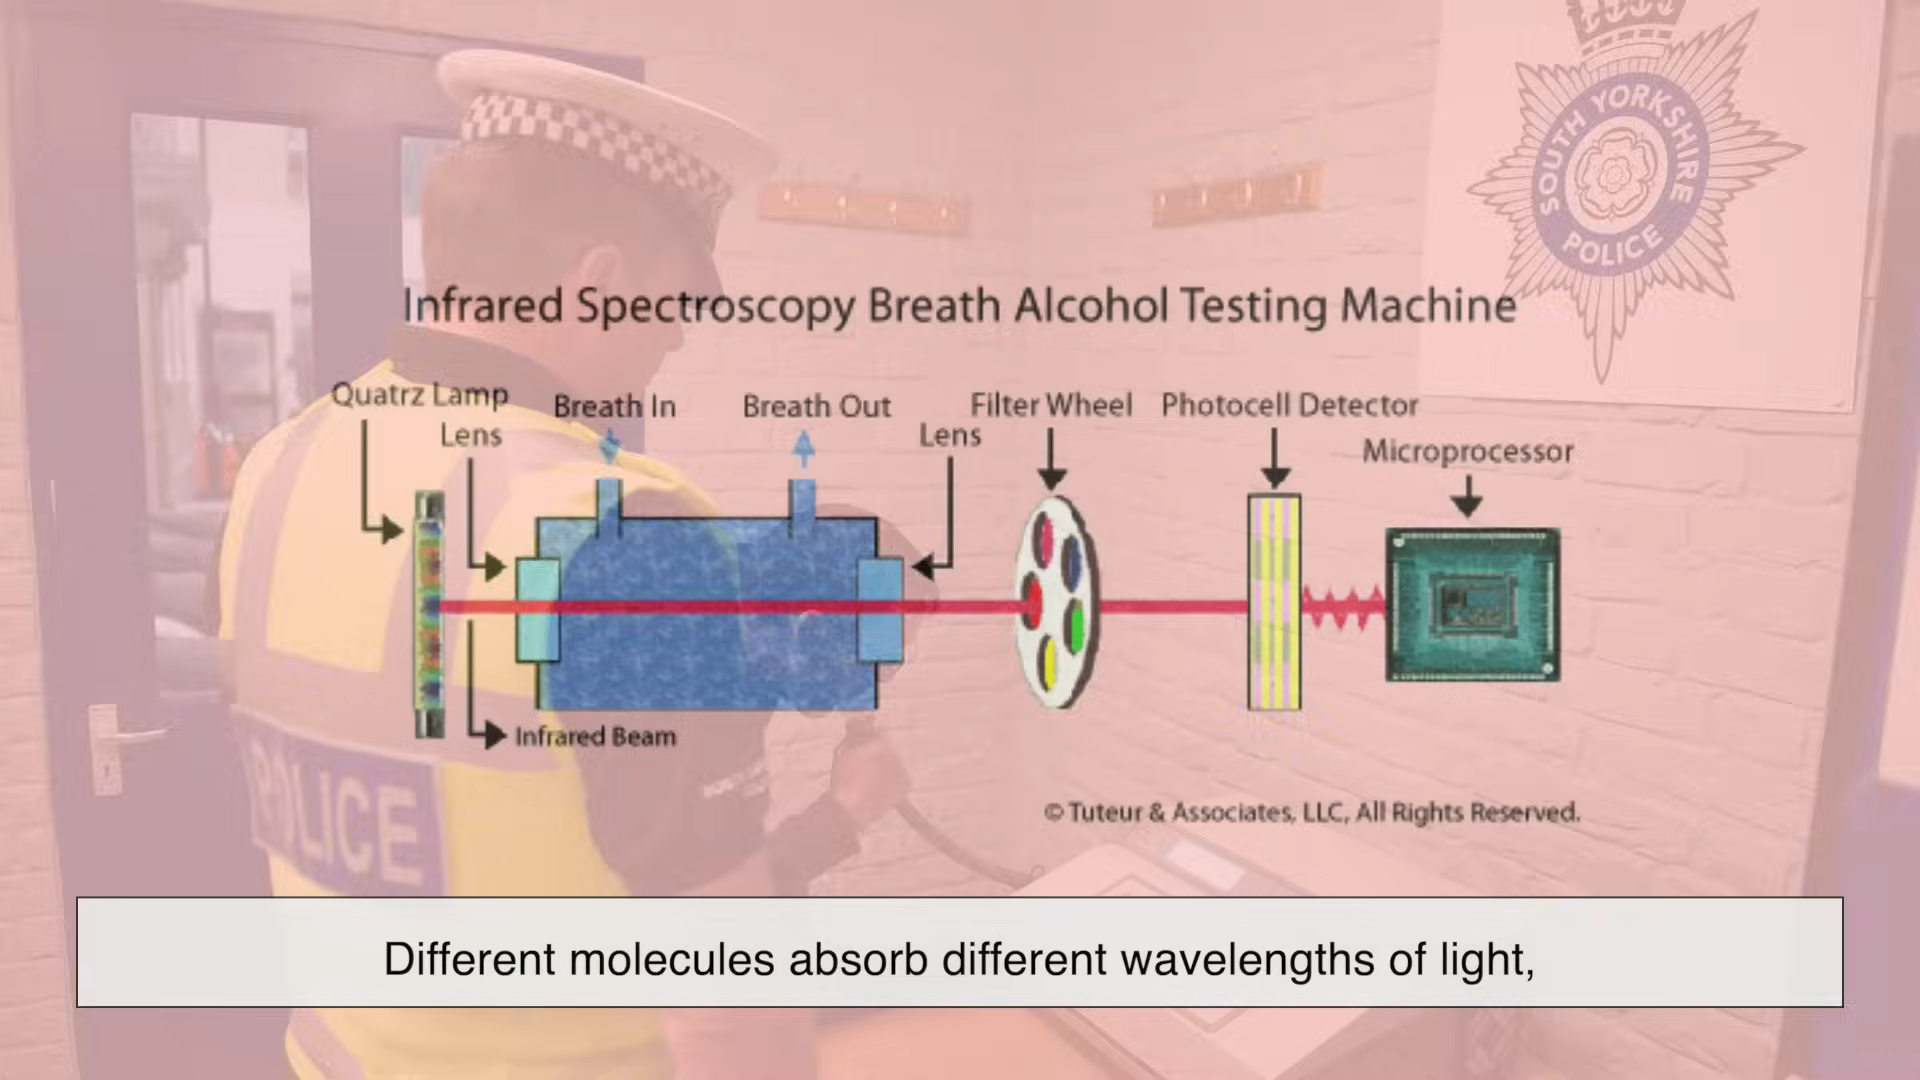 SOUTH YORKSHIRE
POLICE
Infrared Spectroscopy Breath Alcohol Testing Machine
Quatrz Lamp
Breath In
Breath Out
Filter Wheel
Photocell Detector
Lens
Lens
Microprocessor
Infrared Beam
© Tuteur & Associates, LLC, All Rights Reserved.
POLICE
Different molecules absorb different wavelengths of light,